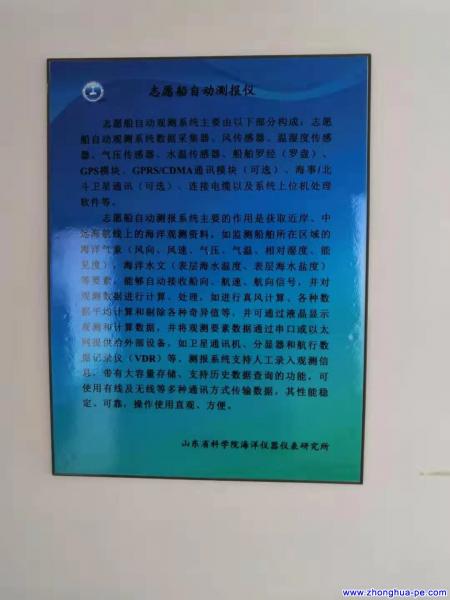 志愿船自动测报仪
志愿船自动观测系统主要由以下部分构成，志愿
船自动观测系统数据采集器、风传感器、温湿度传感
器、气压传感器、水温传感器、船舶罗经（罗盘）、
GPS模块、GPRS/CDMA通讯模块（可选）、海事/北
斗卫星通讯（可选）、连接电缆以及系统上位机处理
软件等。
志愿船自动测报系统主要的作用是获取近岸、中
远海航线上的海洋观测资料，如监测船舶所在区域的
海洋气象（风向、风速、气压、气温、相对湿度、能
见度），海洋水文（表层海水温度、表层海水盐度）
等要素，能够自动接收船向、航速、航向信号，并对
观测数据进行计算、处理，如进行真风计算、各种数
据平均计算和剔除各种奇异值等，并可通过液晶显示
观测和计算数据，并将观测要素数据通过串口或以太
网提供给外部设备，如卫星通讯机、分显器和航行数
据记录仪（VDR）等，测报系统支持人工录入观测信
息，带有大容量存储、支持历史数据查询的功能，可
使用有线及无线等多种通讯方式传输数据，其性能稳
定、可靠，操作使用直观、方便。
山东省科学院海洋仪器仪表研究所
www.zhonghua-pe.com